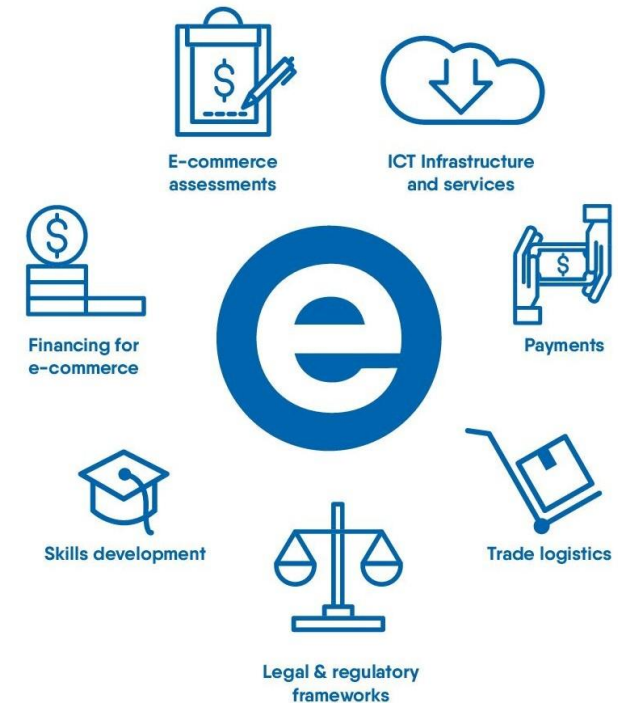 $
E-commerce
assessments
ICT Infrastructure
and services
$
Financing for
e-commerce
e
$
Payments
Skills development
Trade logistics
Legal & regulatory
frameworks